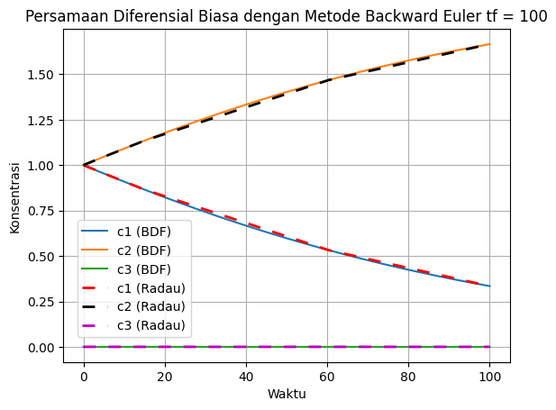 Persamaan Diferensial Biasa dengan Metode Backward Euler tf = 100
1.50
1.25
1.00
0.75
0.50
0.25
0.00
Konsentrasi
c1 (BDF)
c2 (BDF)
c3 (BDF)
c1 (Radau)
c2 (Radau)
c3 (Radau)
0 20 40 60 80 100
Waktu